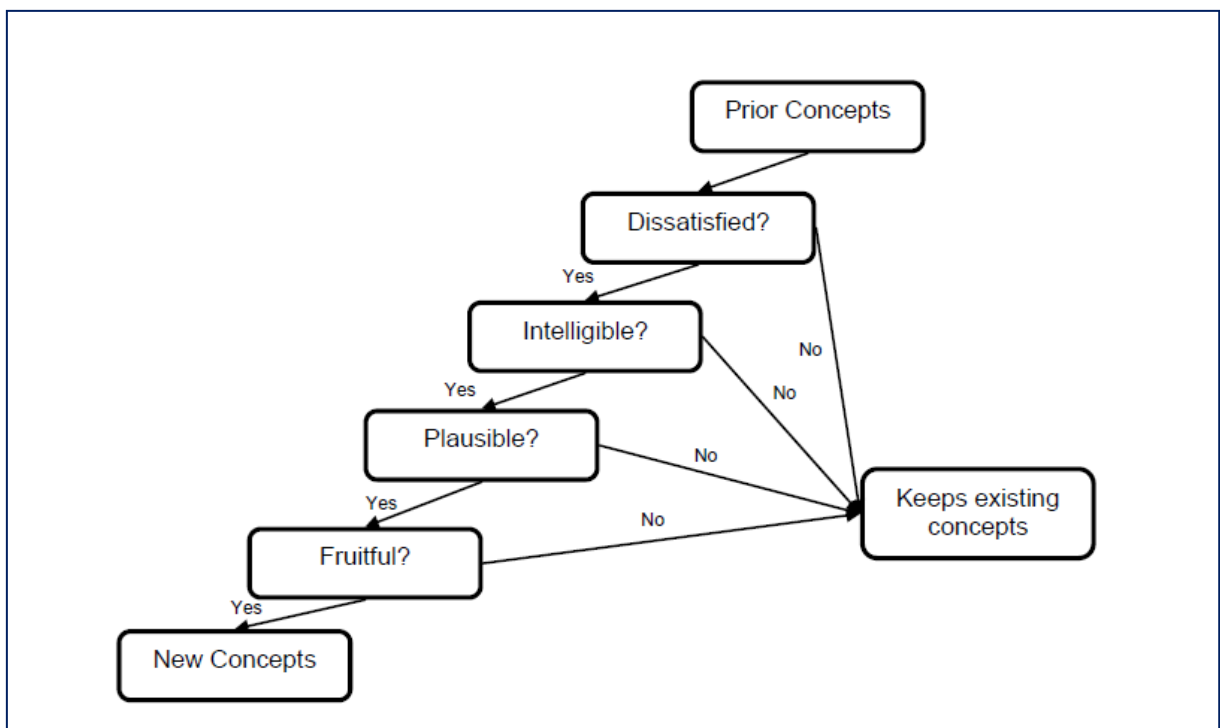 Prior Concepts
Dissatisfied?
Yes
Intelligible?
No
Yes
No
Plausible?
No
Yes
Keeps existing
concepts
No
Fruitful?
Yes
New Concepts